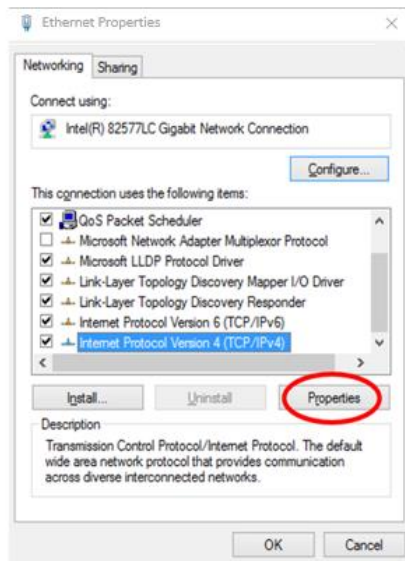 Ethernet Properties
Networking
Sharing
Connect using:
Intel(R) 82577LC Gigabit Network Connection
Configure...
This connection uses the following items:
QoS Packet Scheduler
Microsoft Network Adapter Multiplexor Protocol
Microsoft LLDP Protocol Driver
Link-Layer Topology Discovery Mapper I/O Driver
Link-Layer Topology Discovery Responder
Internet Protocol Version 6 (TCP/IPv6)
Internet Protocol Version 4 (TCP/IPv4)
Install...
Uninstall
Properties
Description
Transmission Control Protocol/Internet Protocol. The default
wide area network protocol that provides communication
across diverse interconnected networks.
OK
Cancel